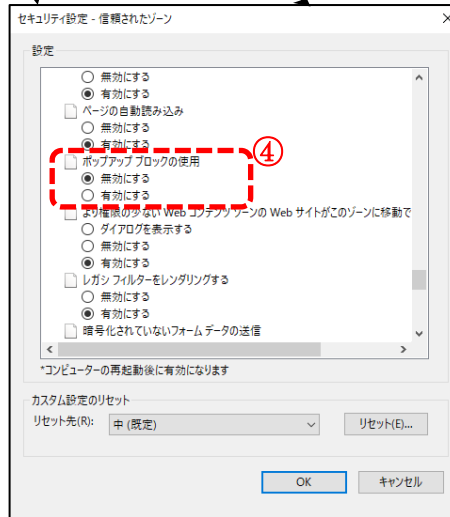 セキュリティ設定 - 信頼されたゾーン
設定
無効にする
有効にする
ページの自動読み込み
無効にする
有効にする
ポップアップ ブロックの使用
④
無効にする
有効にする
より権限の少ない Web コンテンツ ゾーンの Web サイトがこのゾーンに移動で
ダイアログを表示する
無効にする
有効にする
レガシ フィルターをレンダリングする
無効にする
有効にする
暗号化されていないフォーム データの送信
*コンピューターの再起動後に有効になります
カスタム設定のリセット
リセット先(R): 中 (既定) リセット(E)...
OK キャンセル